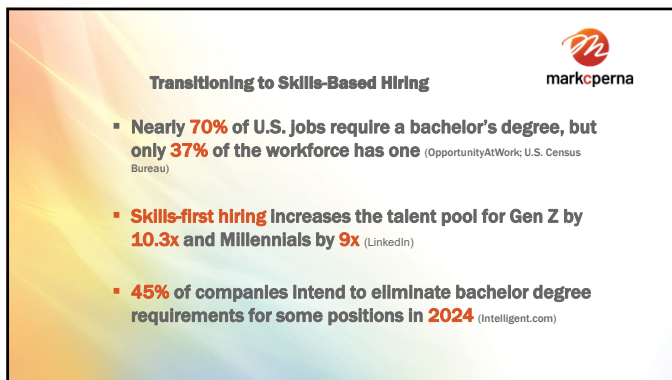 markcperna
Transitioning to Skills-Based Hiring
▪ Nearly 70% of U.S. jobs require a bachelor’s degree, but
only 37% of the workforce has one (OpportunityAtWork; U.S. Census
Bureau)
▪ Skills-first hiring increases the talent pool for Gen Z by
10.3x and Millennials by 9x (LinkedIn)
▪ 45% of companies intend to eliminate bachelor degree
requirements for some positions in 2024 (Intelligent.com)